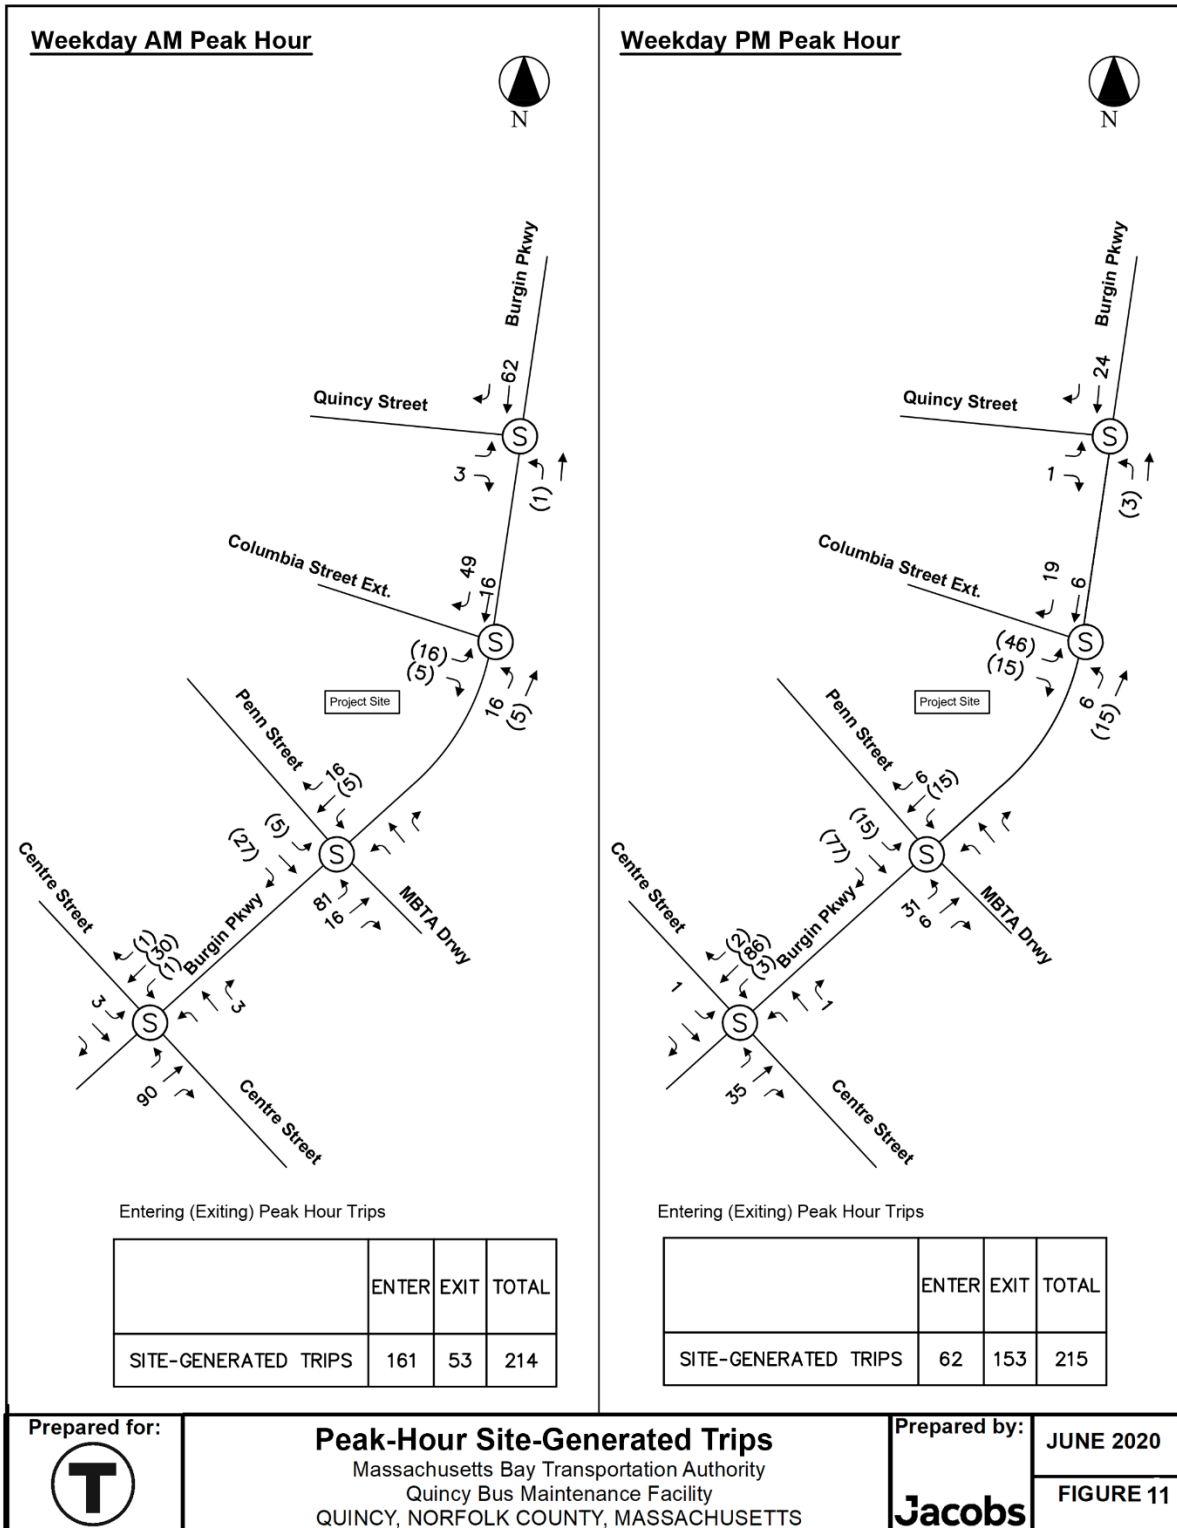 Weekday AM Peak Hour
N
Burgin Pkwy
62
Quincy Street
S
3
(1)
Columbia Street Ext.
49
16
S
(16)
(5)
16
(5)
Project Site
Penn Street
16
(5)
(5)
(27)
S
81
16
MBTA Drwy
Centre Street
Burgin Pkwy
(1)
(30)
(1)
3
S
3
90
Centre Street
Entering (Exiting) Peak Hour Trips
ENTER EXIT TOTAL
SITE-GENERATED TRIPS 161 53 214
Weekday PM Peak Hour
N
Burgin Pkwy
24
Quincy Street
S
1
(3)
Columbia Street Ext.
19
6
S
(46)
(15)
6
(15)
Project Site
Penn Street
6
(15)
(15)
(77)
S
31
6
MBTA Drwy
Centre Street
Burgin Pkwy
(2)
(86)
(3)
1
S
1
35
Centre Street
Entering (Exiting) Peak Hour Trips
ENTER EXIT TOTAL
SITE-GENERATED TRIPS 62 153 215
Prepared for:
T
Peak-Hour Site-Generated Trips
Massachusetts Bay Transportation Authority
Quincy Bus Maintenance Facility
QUINCY, NORFOLK COUNTY, MASSACHUSETTS
Prepared by:
Jacobs
JUNE 2020
FIGURE 11